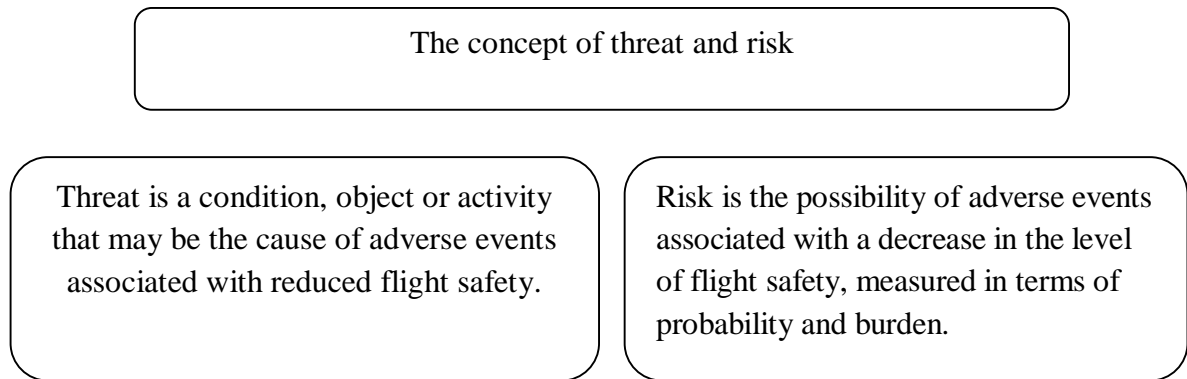 The concept of threat and risk
Threat is a condition, object or activity
that may be the cause of adverse events
associated with reduced flight safety.
Risk is the possibility of adverse events
associated with a decrease in the level
of flight safety, measured in terms of
probability and burden.